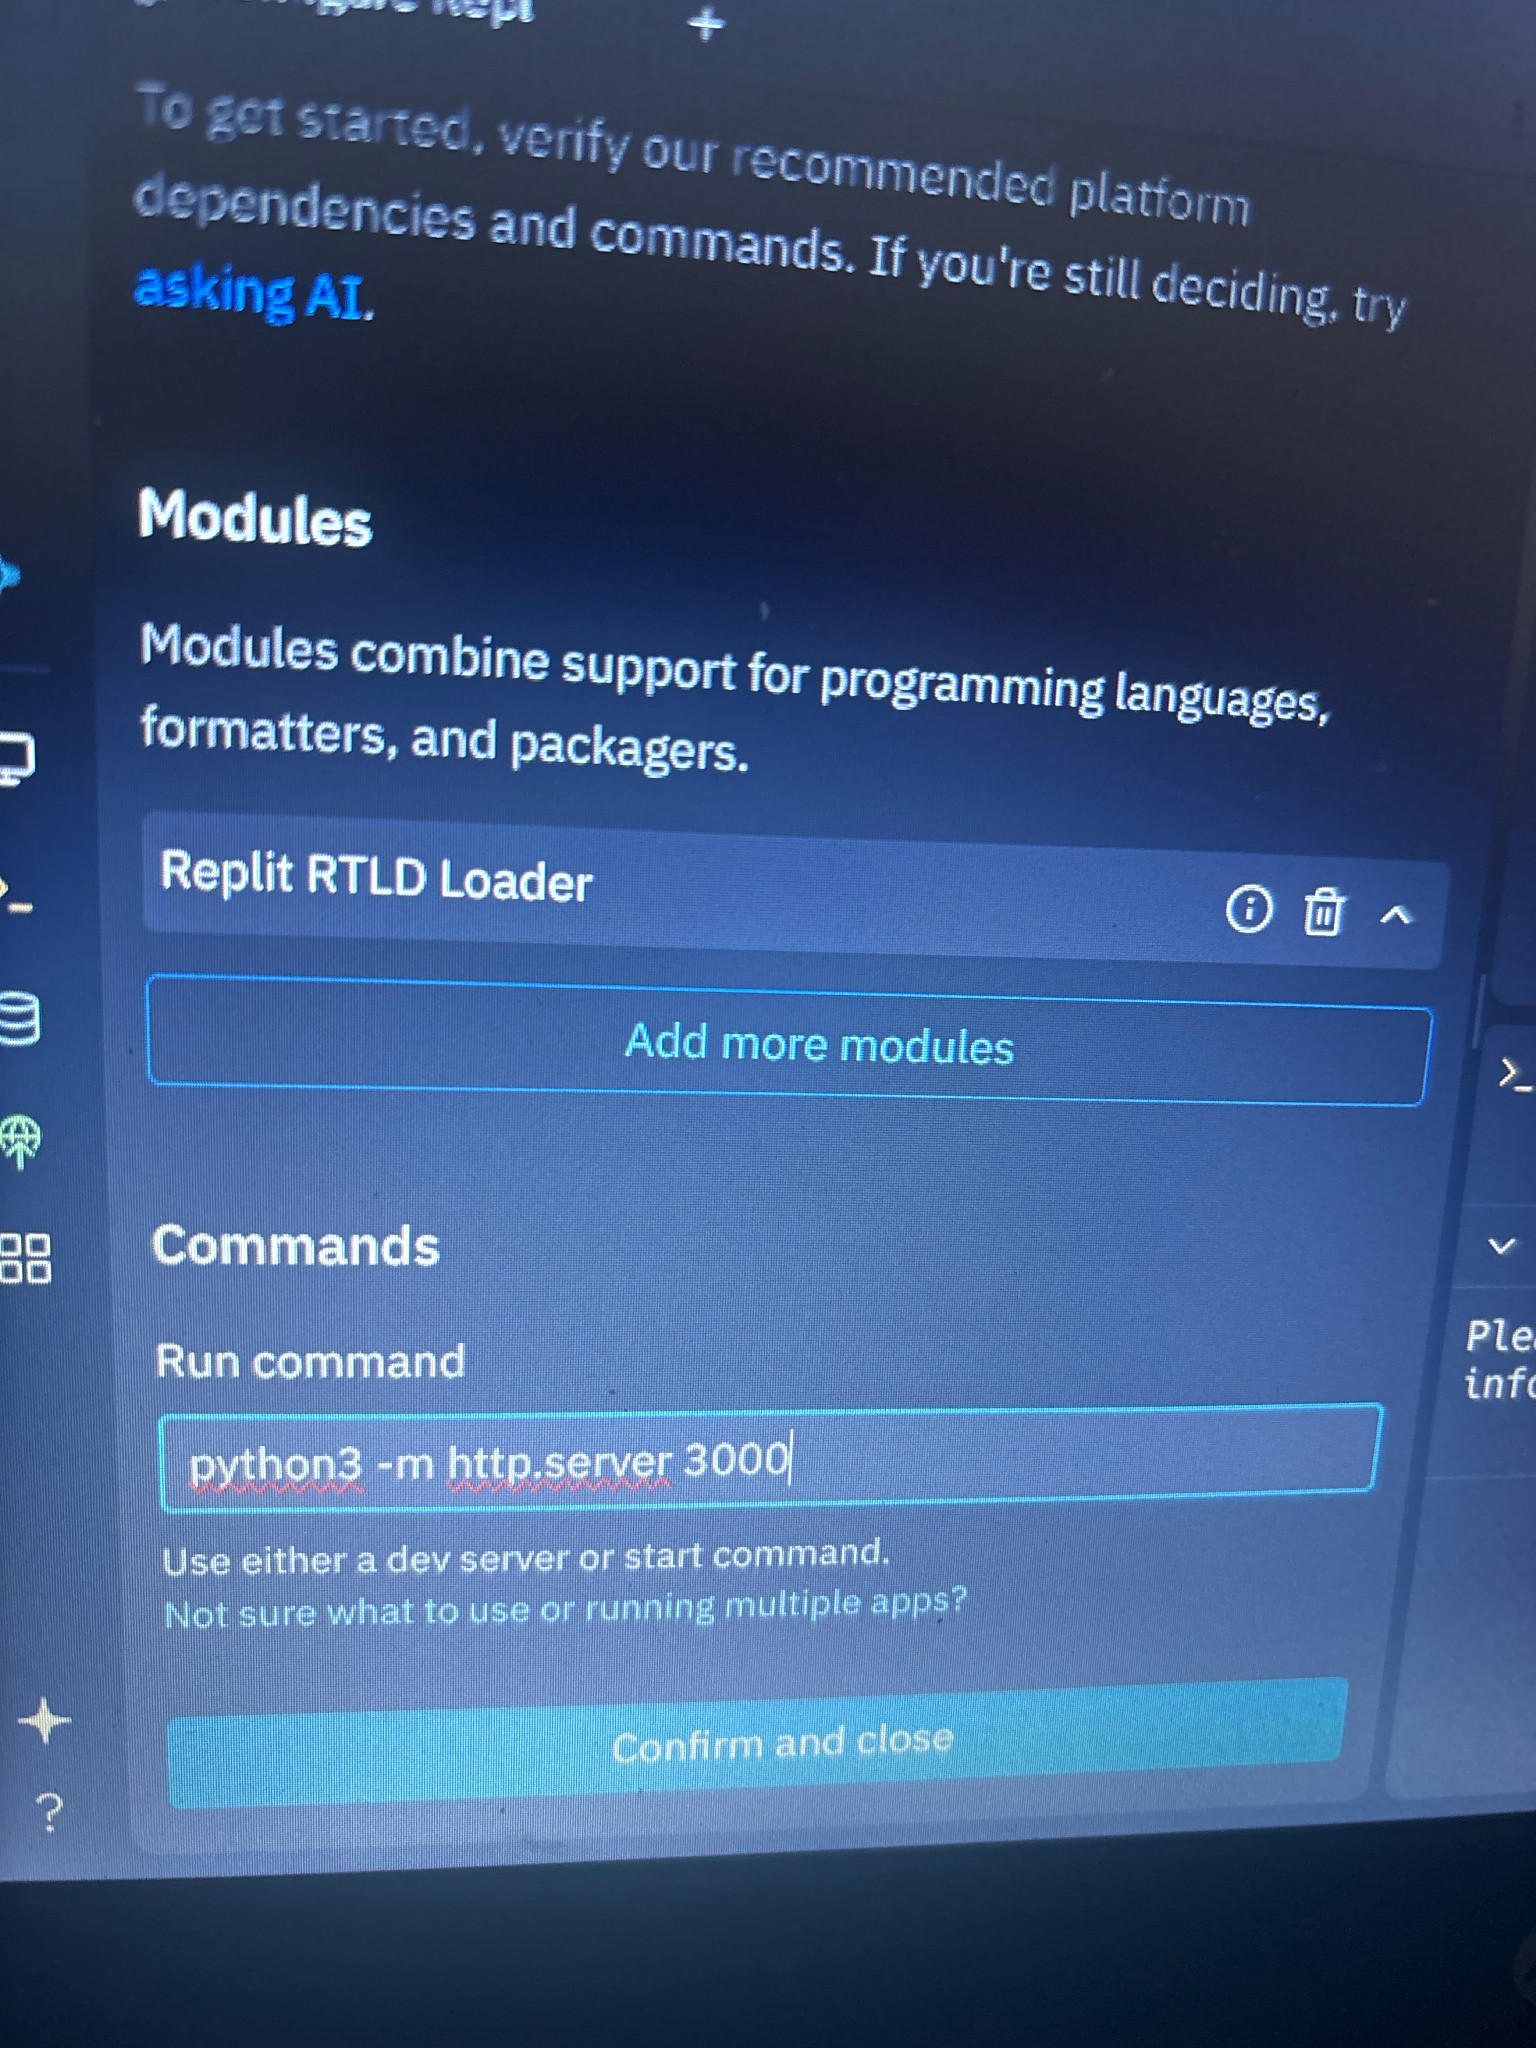 Repl
+
To get started, verify our recommended platform
dependencies and commands. If you're still deciding, try
asking AI.
Modules
Modules combine support for programming languages,
formatters, and packagers.
Replit RTLD Loader
Add more modules
Commands
Run command
python3 -m http.server 3000
Use either a dev server or start command.
Not sure what to use or running multiple apps?
Confirm and close
?